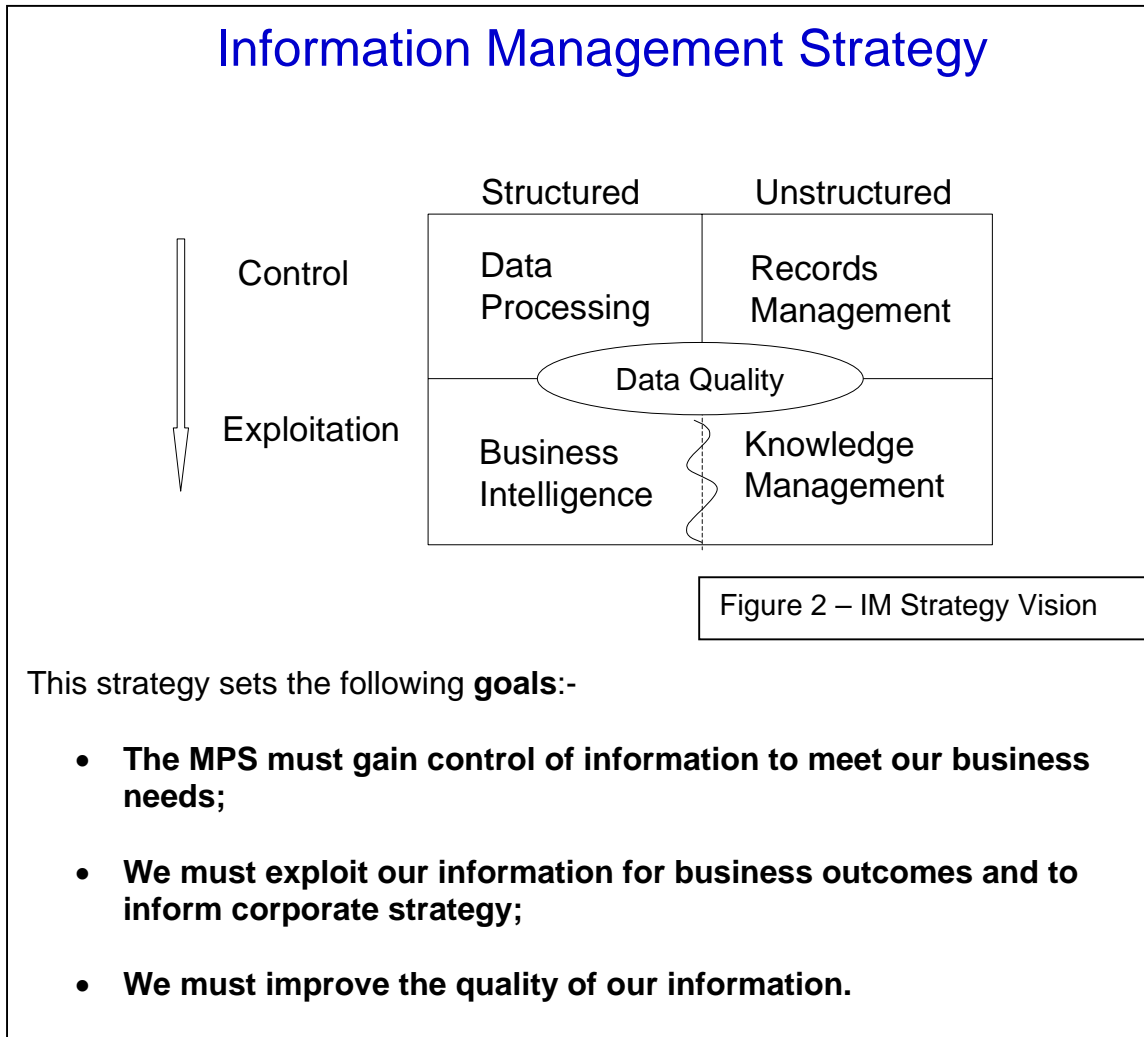 Information Management Strategy
Structured Unstructured
Control
Data
Processing
Records
Management
Data Quality
Exploitation
Business
Intelligence
Knowledge
Management
Figure 2 – IM Strategy Vision
This strategy sets the following goals:-
• The MPS must gain control of information to meet our business
needs;
• We must exploit our information for business outcomes and to
inform corporate strategy;
• We must improve the quality of our information.